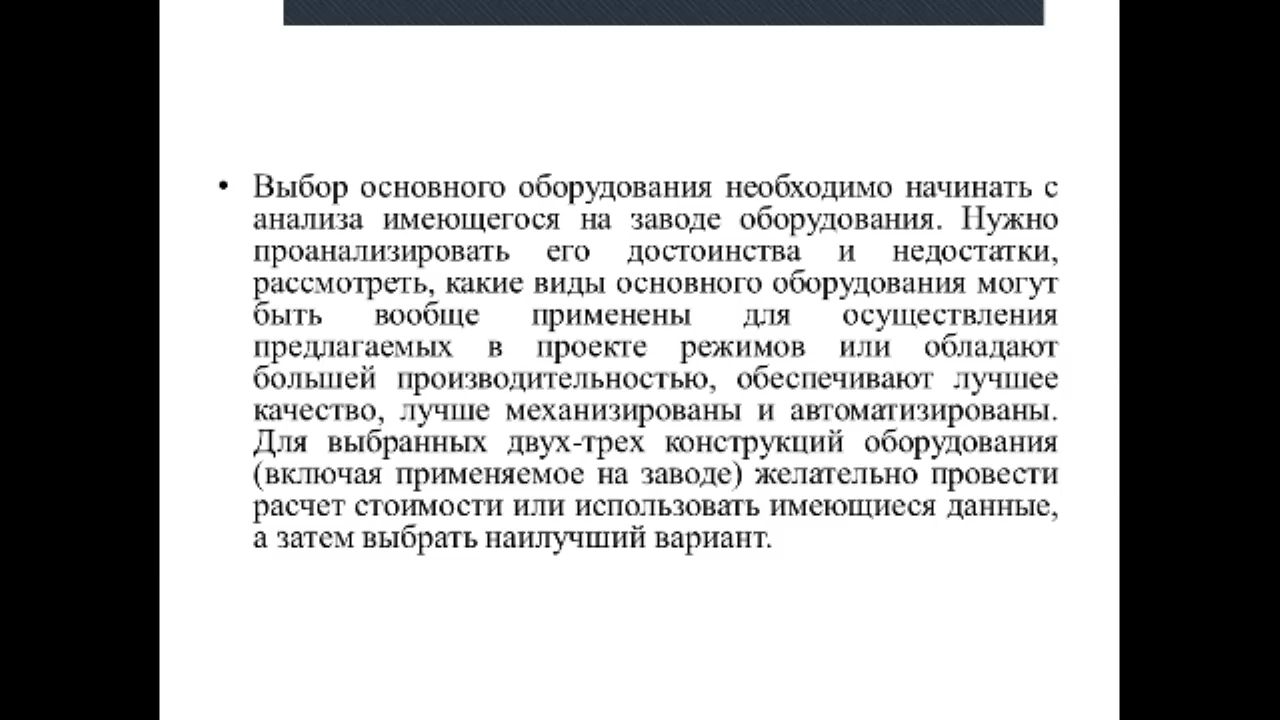 • Выбор основного оборудования необходимо начинать с
анализа имеющегося на заводе оборудования. Нужно
проанализировать его достоинства и недостатки,
рассмотреть, какие виды основного оборудования могут
быть вообще применены для осуществления
предлагаемых в проекте режимов или обладают
большей производительностью, обеспечивают лучшее
качество, лучше механизированы и автоматизированы.
Для выбранных двух-трех конструкций оборудования
(включая применяемое на заводе) желательно провести
расчет стоимости или использовать имеющиеся данные,
а затем выбрать наилучший вариант.